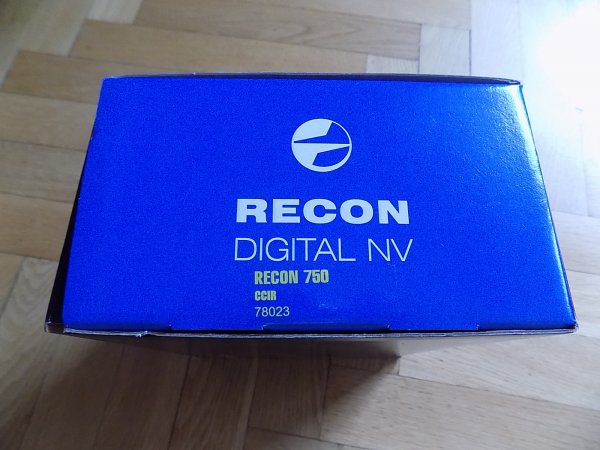 RECON
DIGITAL NV
RECON 750
CCIR
78023